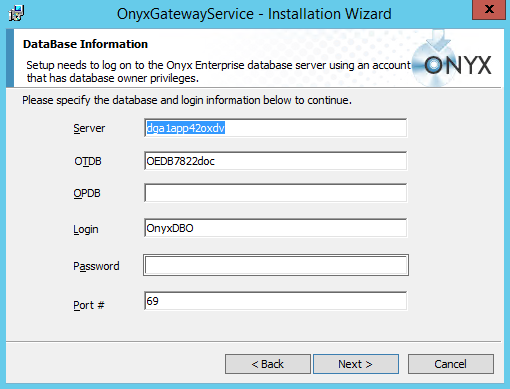 OnyxGatewayService - Installation Wizard
X
DataBase Information
Setup needs to log on to the Onyx Enterprise database server using an account
that has database owner privileges.
ONYX
Please specify the database and login information below to continue.
Server dga1app42oxdv
OTDB OEDB7822doc
OPDB
Login OnyxDBO
Password
Port # 69
< Back Next > Cancel